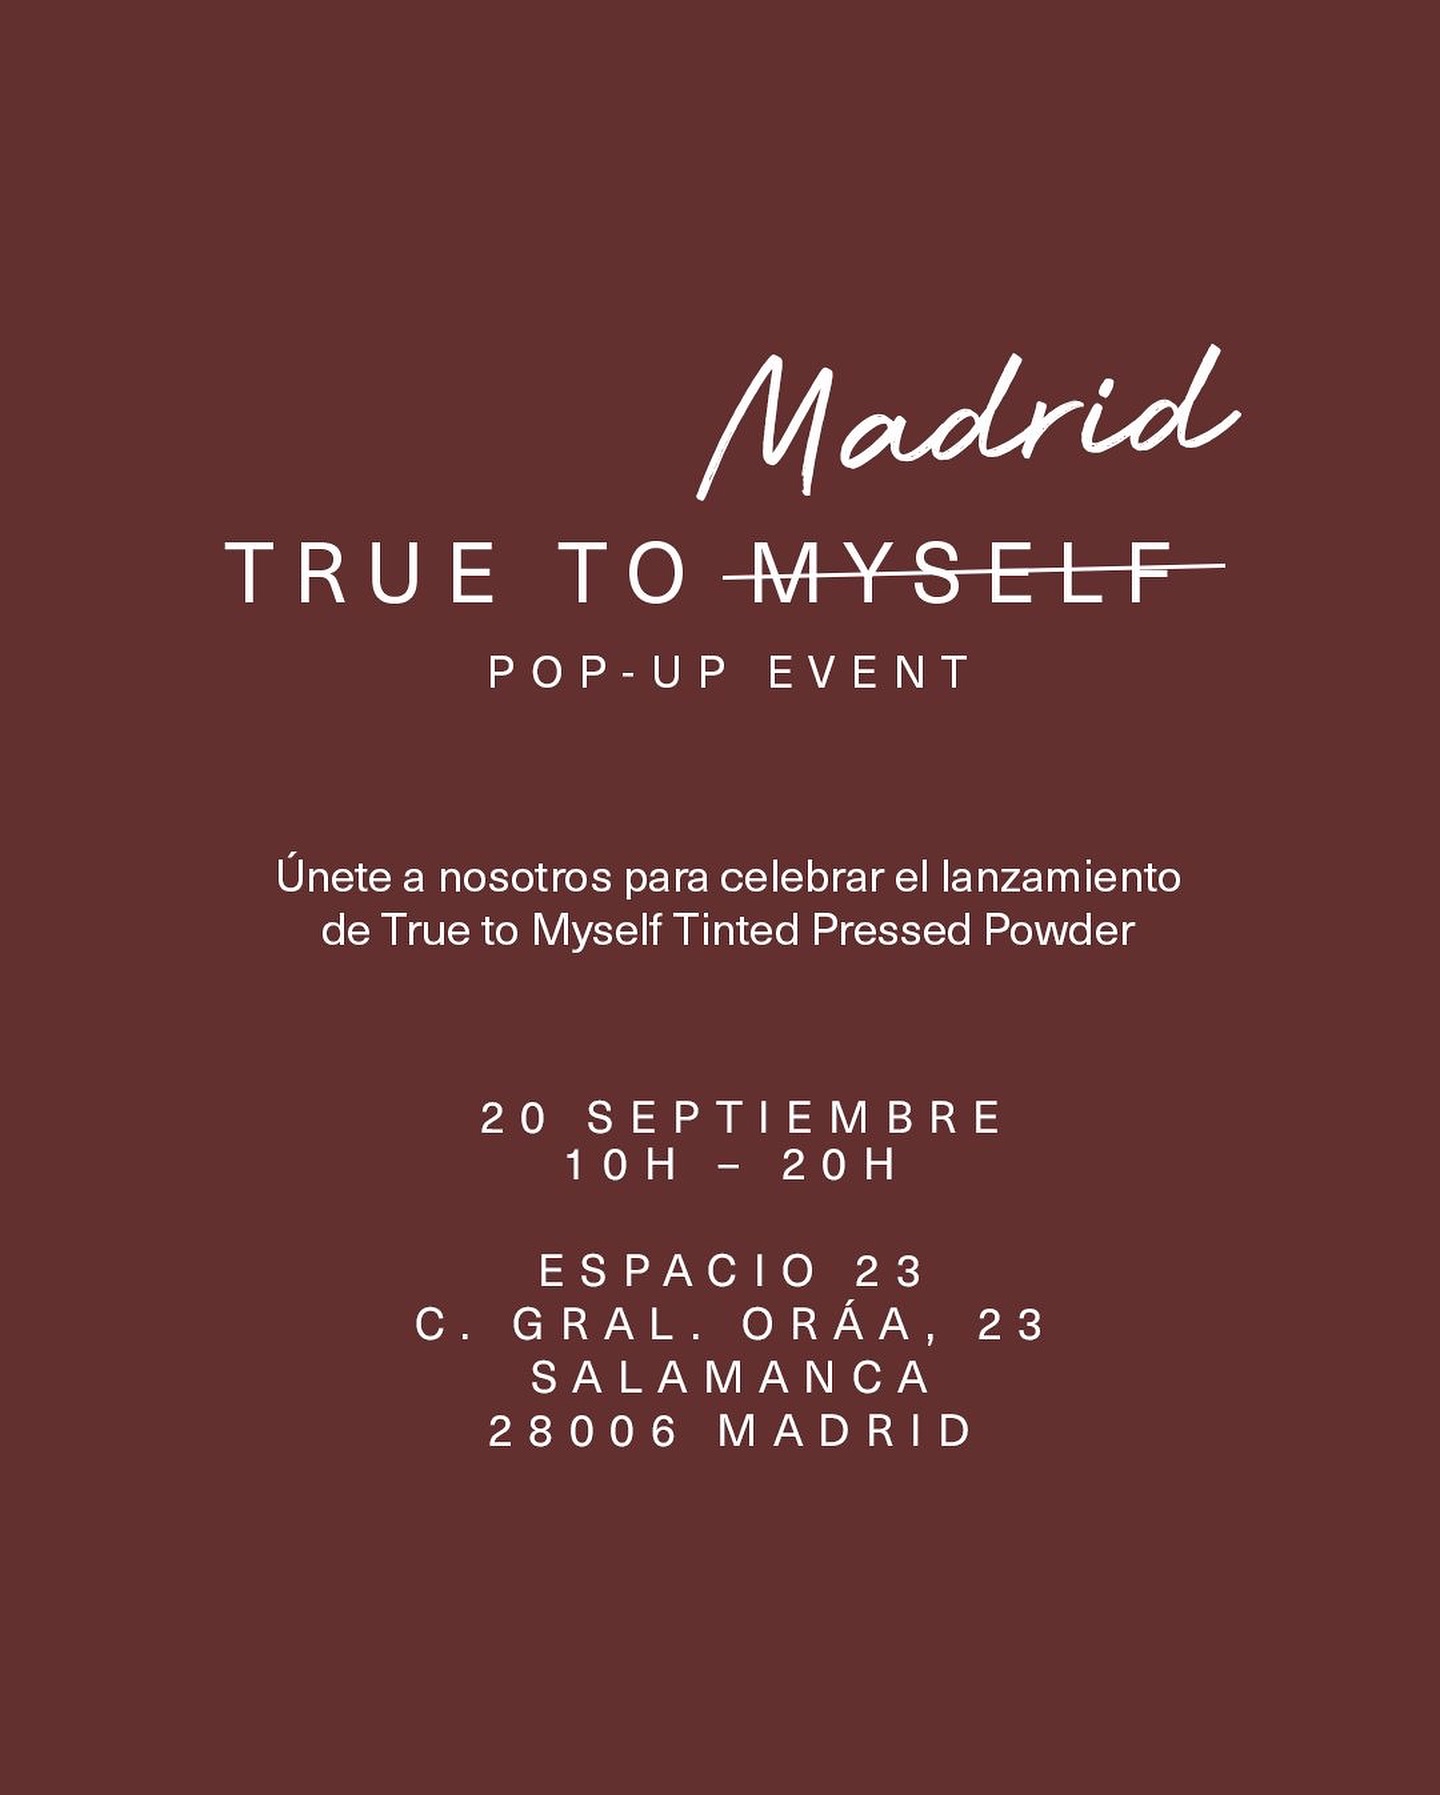 Madrid
TRUE TO MYSELF
POP-UP EVENT
Únete a nosotros para celebrar el lanzamiento
de True to Myself Tinted Pressed Powder
20 SEPTIEMBRE
10H – 20H
ESPACIO 23
C. GRAL. ORÁA, 23
SALAMANCA
28006 MADRID